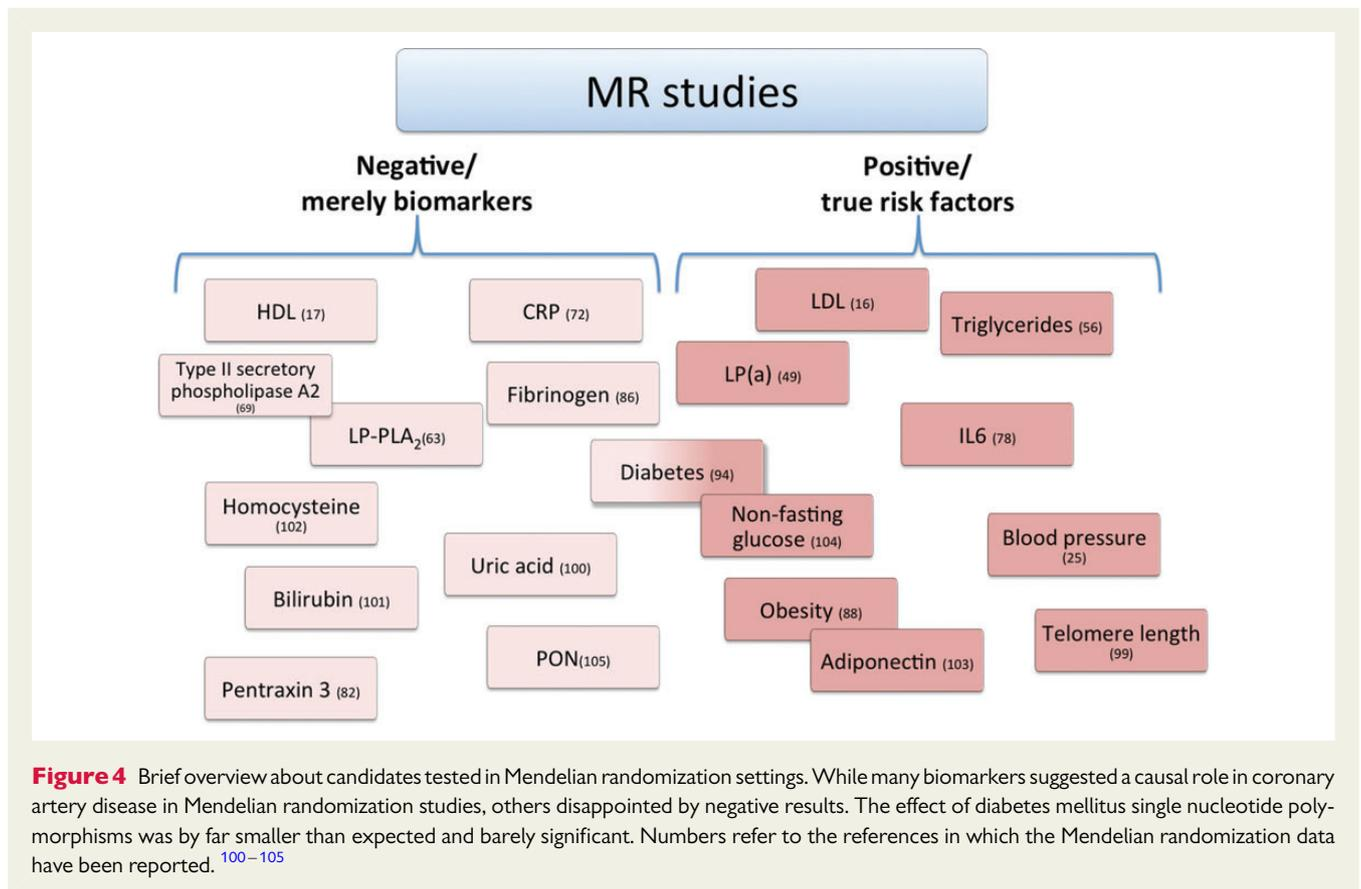 MR studies
Negative/
merely biomarkers
Positive/
true risk factors
HDL (17)
CRP (72)
LDL (16)
Triglycerides (56)
Type II secretory
phospholipase A2
(69)
Fibrinogen (86)
LP(a) (49)
LP-PLA2(63)
IL6 (78)
Diabetes (94)
Homocysteine
(102)
Non-fasting
glucose (104)
Blood pressure
(25)
Uric acid (100)
Bilirubin (101)
Obesity (88)
Telomere length
(99)
PON(105)
Adiponectin (103)
Pentraxin 3 (82)
Figure 4 Brief overview about candidates tested in Mendelian randomization settings. While many biomarkers suggested a causal role in coronary
artery disease in Mendelian randomization studies, others disappointed by negative results. The effect of diabetes mellitus single nucleotide poly-
morphisms was by far smaller than expected and barely significant. Numbers refer to the references in which the Mendelian randomization data
have been reported. 100–105